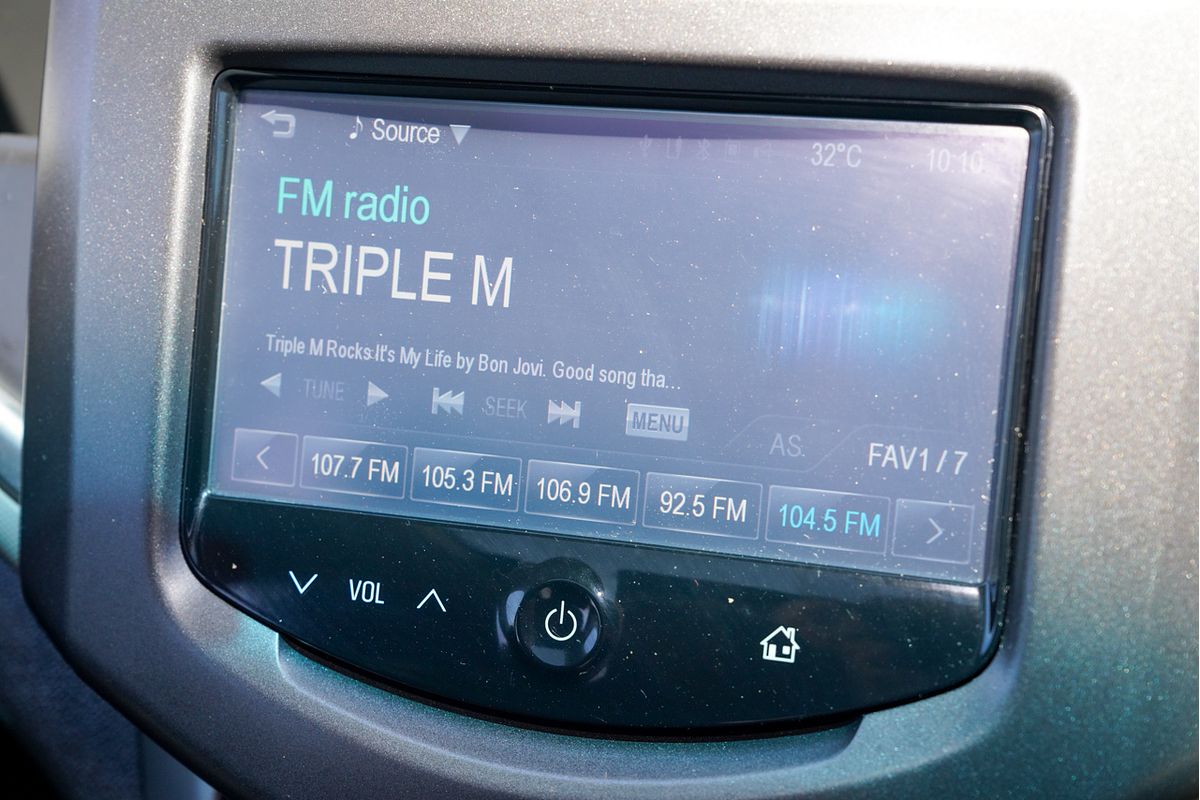 Source
32°C 10:10
FM radio
TRIPLE M
Triple M Rocks It's My Life by Bon Jovi. Good song tha...
TUNE SEEK MENU
AS. FAV1 / 7
107.7 FM 105.3 FM 106.9 FM 92.5 FM 104.5 FM
VOL